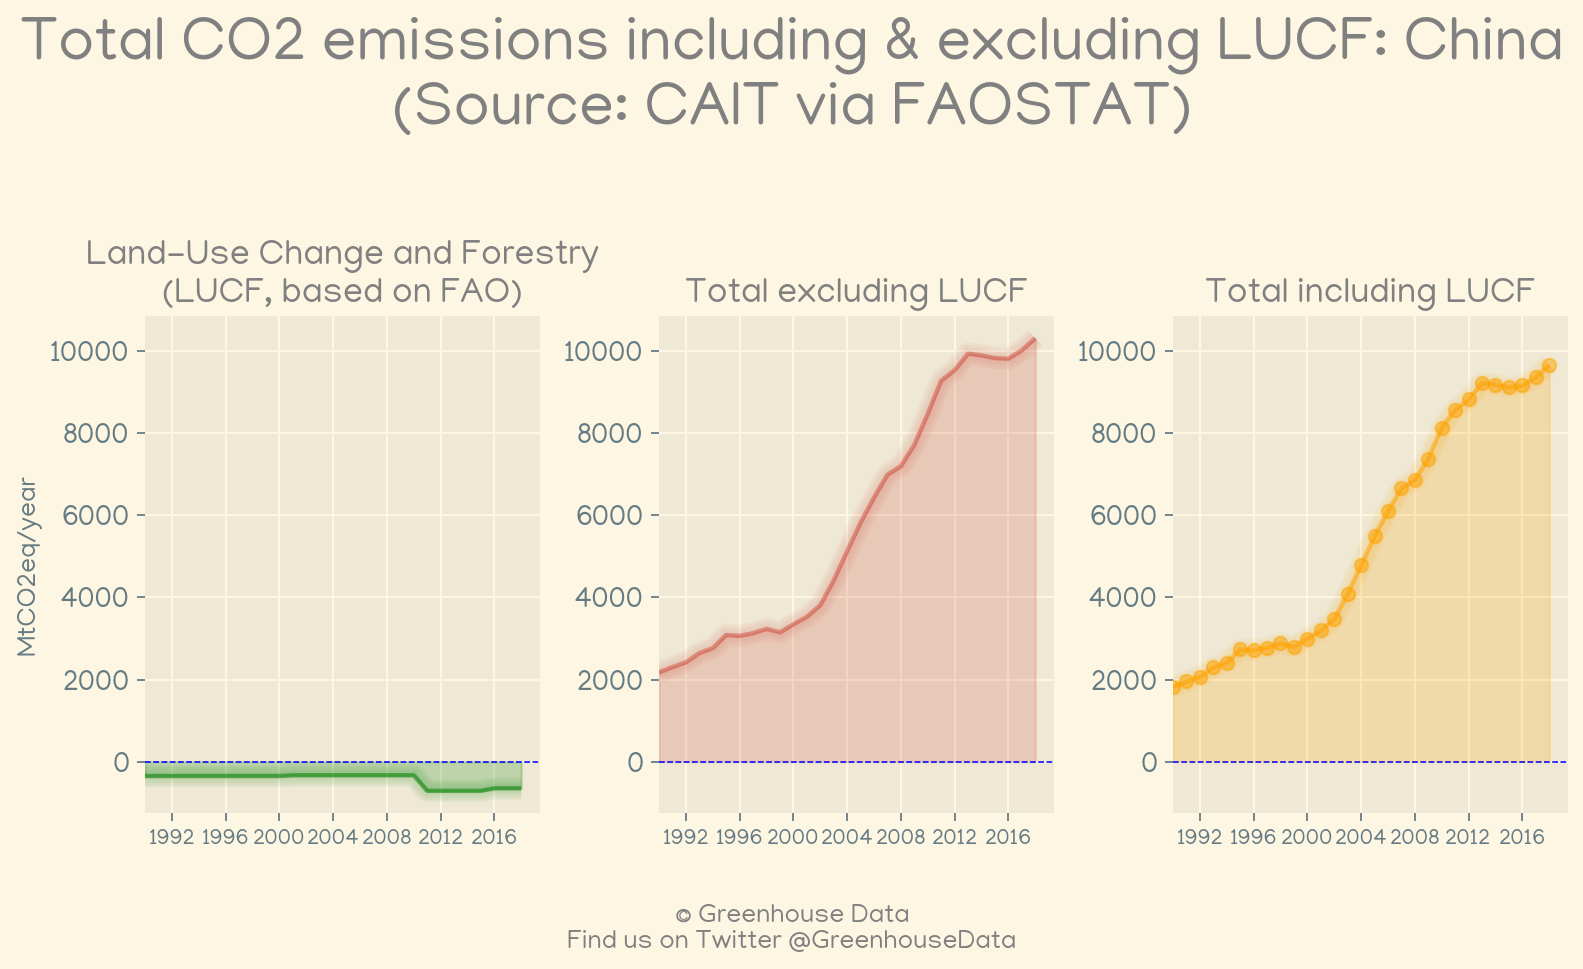 Total CO2 emissions including & excluding LUCF: China
(Source: CAIT via FAOSTAT)
Land-Use Change and Forestry
(LUCF, based on FAO)
Total excluding LUCF
Total including LUCF
MtCO2eq/year
10000
8000
6000
4000
2000
0
1992 1996 2000 2004 2008 2012 2016
10000
8000
6000
4000
2000
0
1992 1996 2000 2004 2008 2012 2016
10000
8000
6000
4000
2000
0
1992 1996 2000 2004 2008 2012 2016
© Greenhouse Data
Find us on Twitter @GreenhouseData